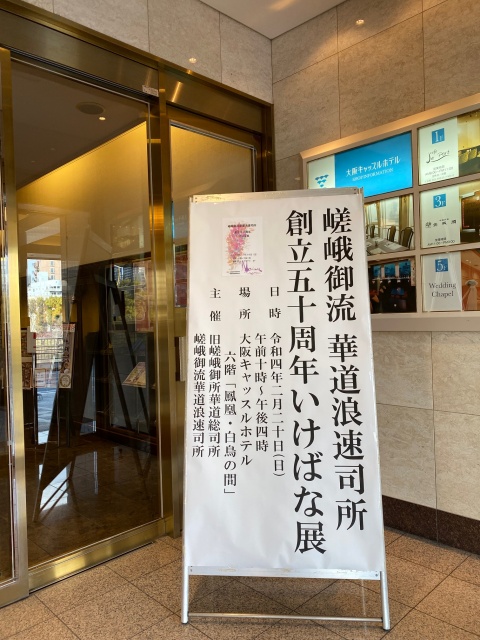 嵯峨御流 華道浪速司所
創立五十周年いけばな展
日時 令和四年二月二十日(日)
午前十時〜午後四時
場所 大阪キャッスルホテル
六階「鳳凰・白鳥の間」
主催 旧嵯峨御所華道総司所
嵯峨御流華道浪速司所
大阪キャッスルホテル
1F
3F
5F
Wedding
Chapel